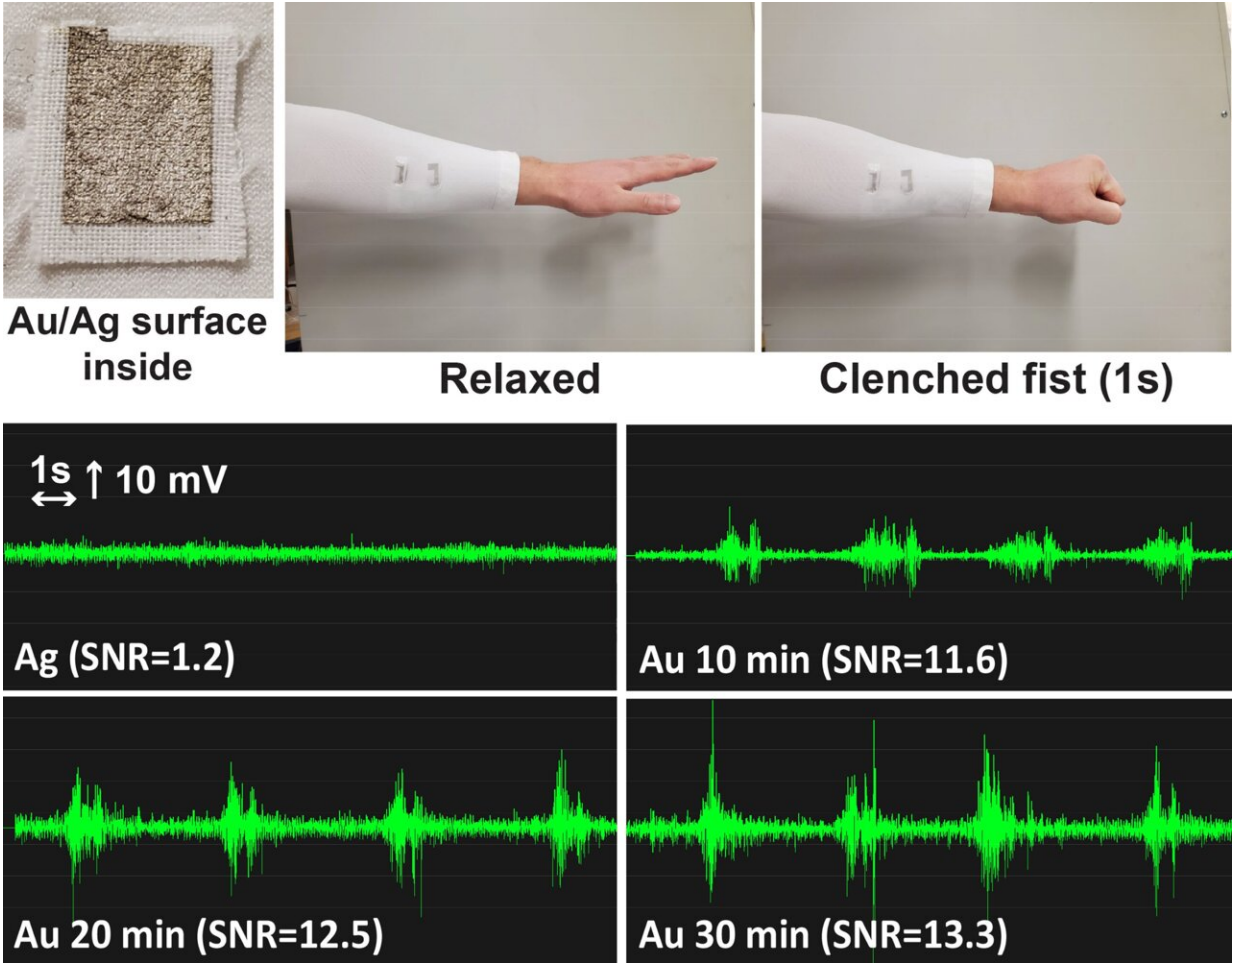 Au/Ag surface
inside
Relaxed
Clenched fist (1s)
1s ↑ 10 mV
Ag (SNR=1.2)
Au 10 min (SNR=11.6)
Au 20 min (SNR=12.5)
Au 30 min (SNR=13.3)